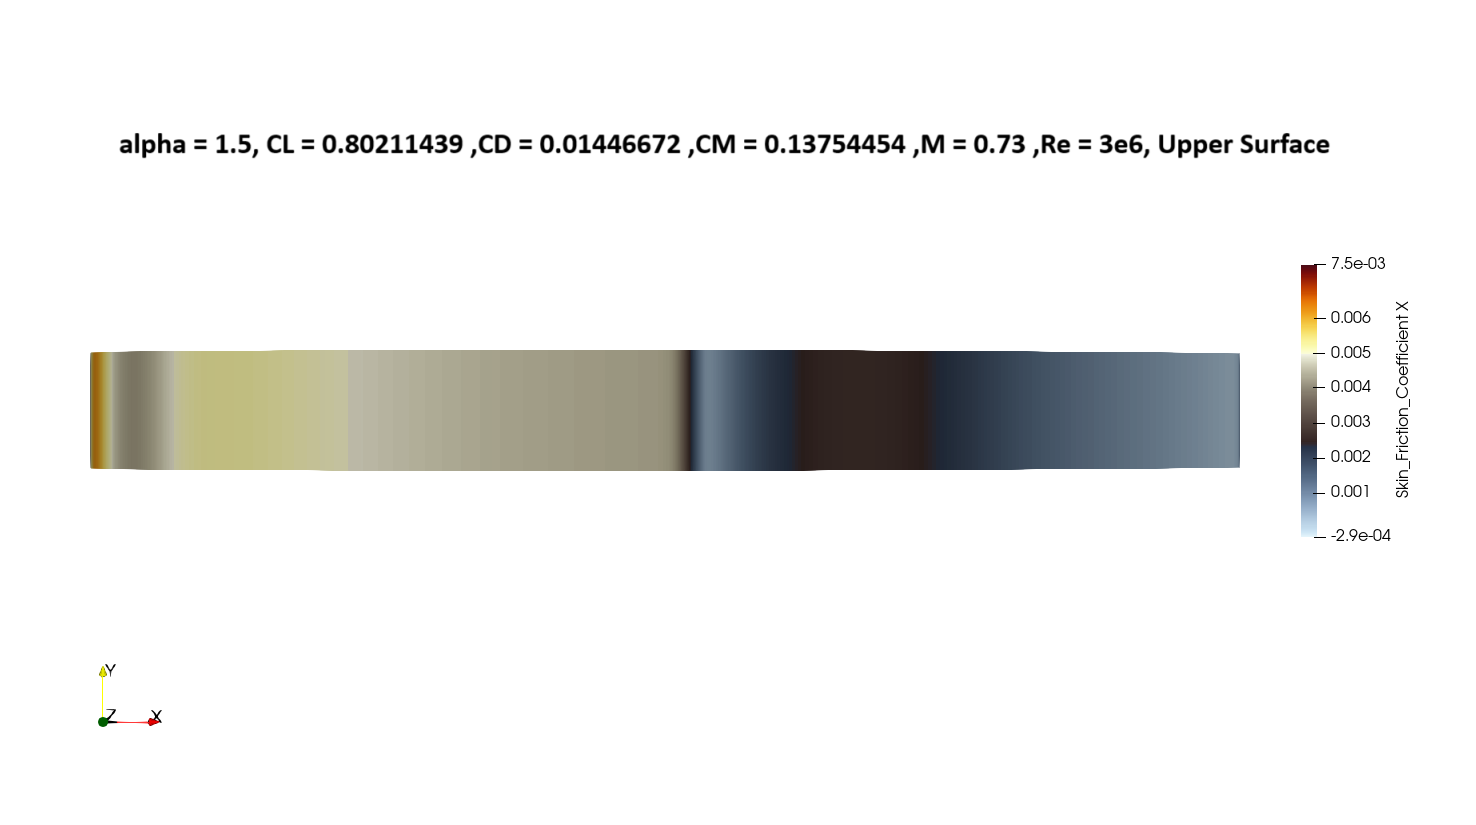 alpha = 1.5, CL = 0.80211439 ,CD = 0.01446672 ,CM = 0.13754454 ,M = 0.73 ,Re = 3e6, Upper Surface
7.5e-03
0.006
0.005
0.004
0.003
0.002
0.001
-2.9e-04
Skin_Friction_Coefficient X
Y
Z
X